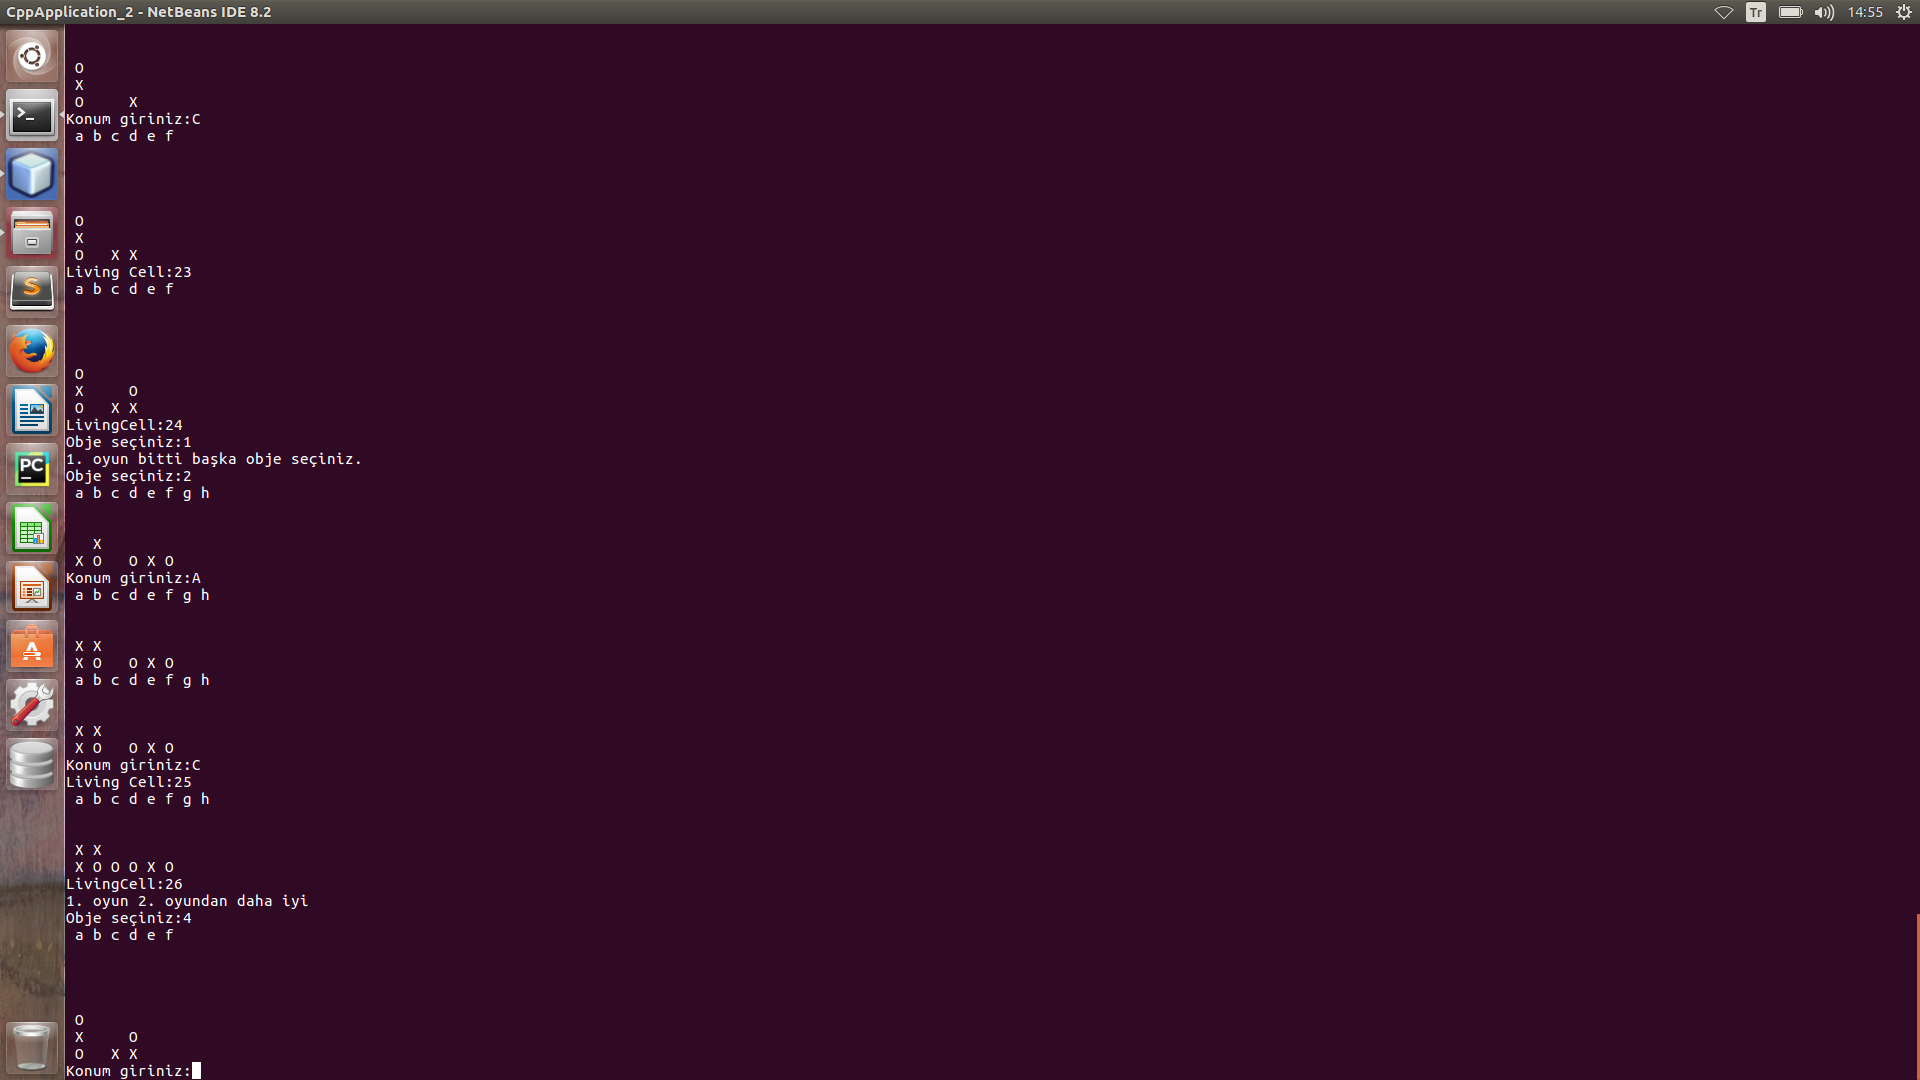 CppApplication_2 - NetBeans IDE 8.2
Tr
14:55
O
X
O X
Konum giriniz:C
a b c d e f
O
X
O X X
Living Cell:23
a b c d e f
O
X O
O X X
LivingCell:24
Obje seçiniz:1
1. oyun bitti başka obje seçiniz.
Obje seçiniz:2
a b c d e f g h
X
X O O X O
Konum giriniz:A
a b c d e f g h
X X
X O O X O
a b c d e f g h
X X
X O O X O
Konum giriniz:C
Living Cell:25
a b c d e f g h
X X
X O O O X O
LivingCell:26
1. oyun 2. oyundan daha iyi
Obje seçiniz:4
a b c d e f
O
X O
O X X
Konum giriniz:
S
PC